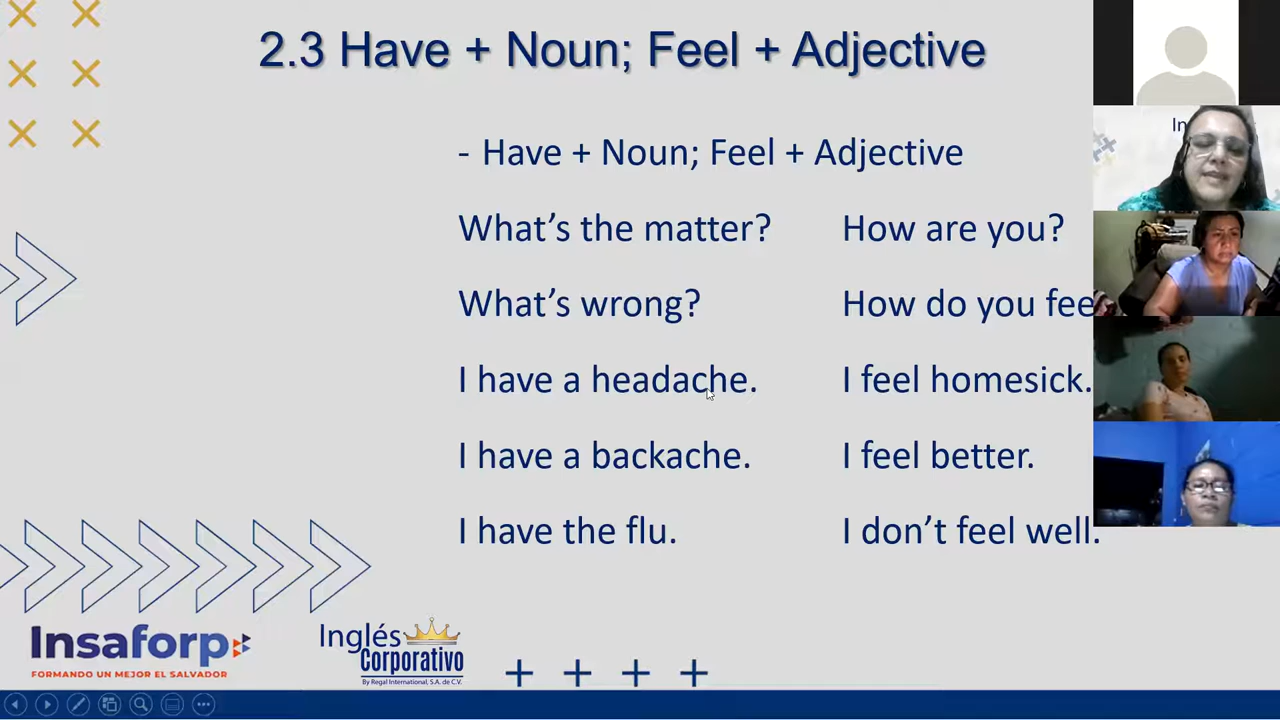 2.3 Have + Noun; Feel + Adjective
- Have + Noun; Feel + Adjective
What's the matter? How are you?
What's wrong? How do you fee
I have a headache. I feel homesick.
I have a backache. I feel better.
I have the flu. I don't feel well.
Insaforp
FORMANDO UN MEJOR EL SALVADOR
Inglés
Corporativo
By Regal International, S.A. de C.V.
In